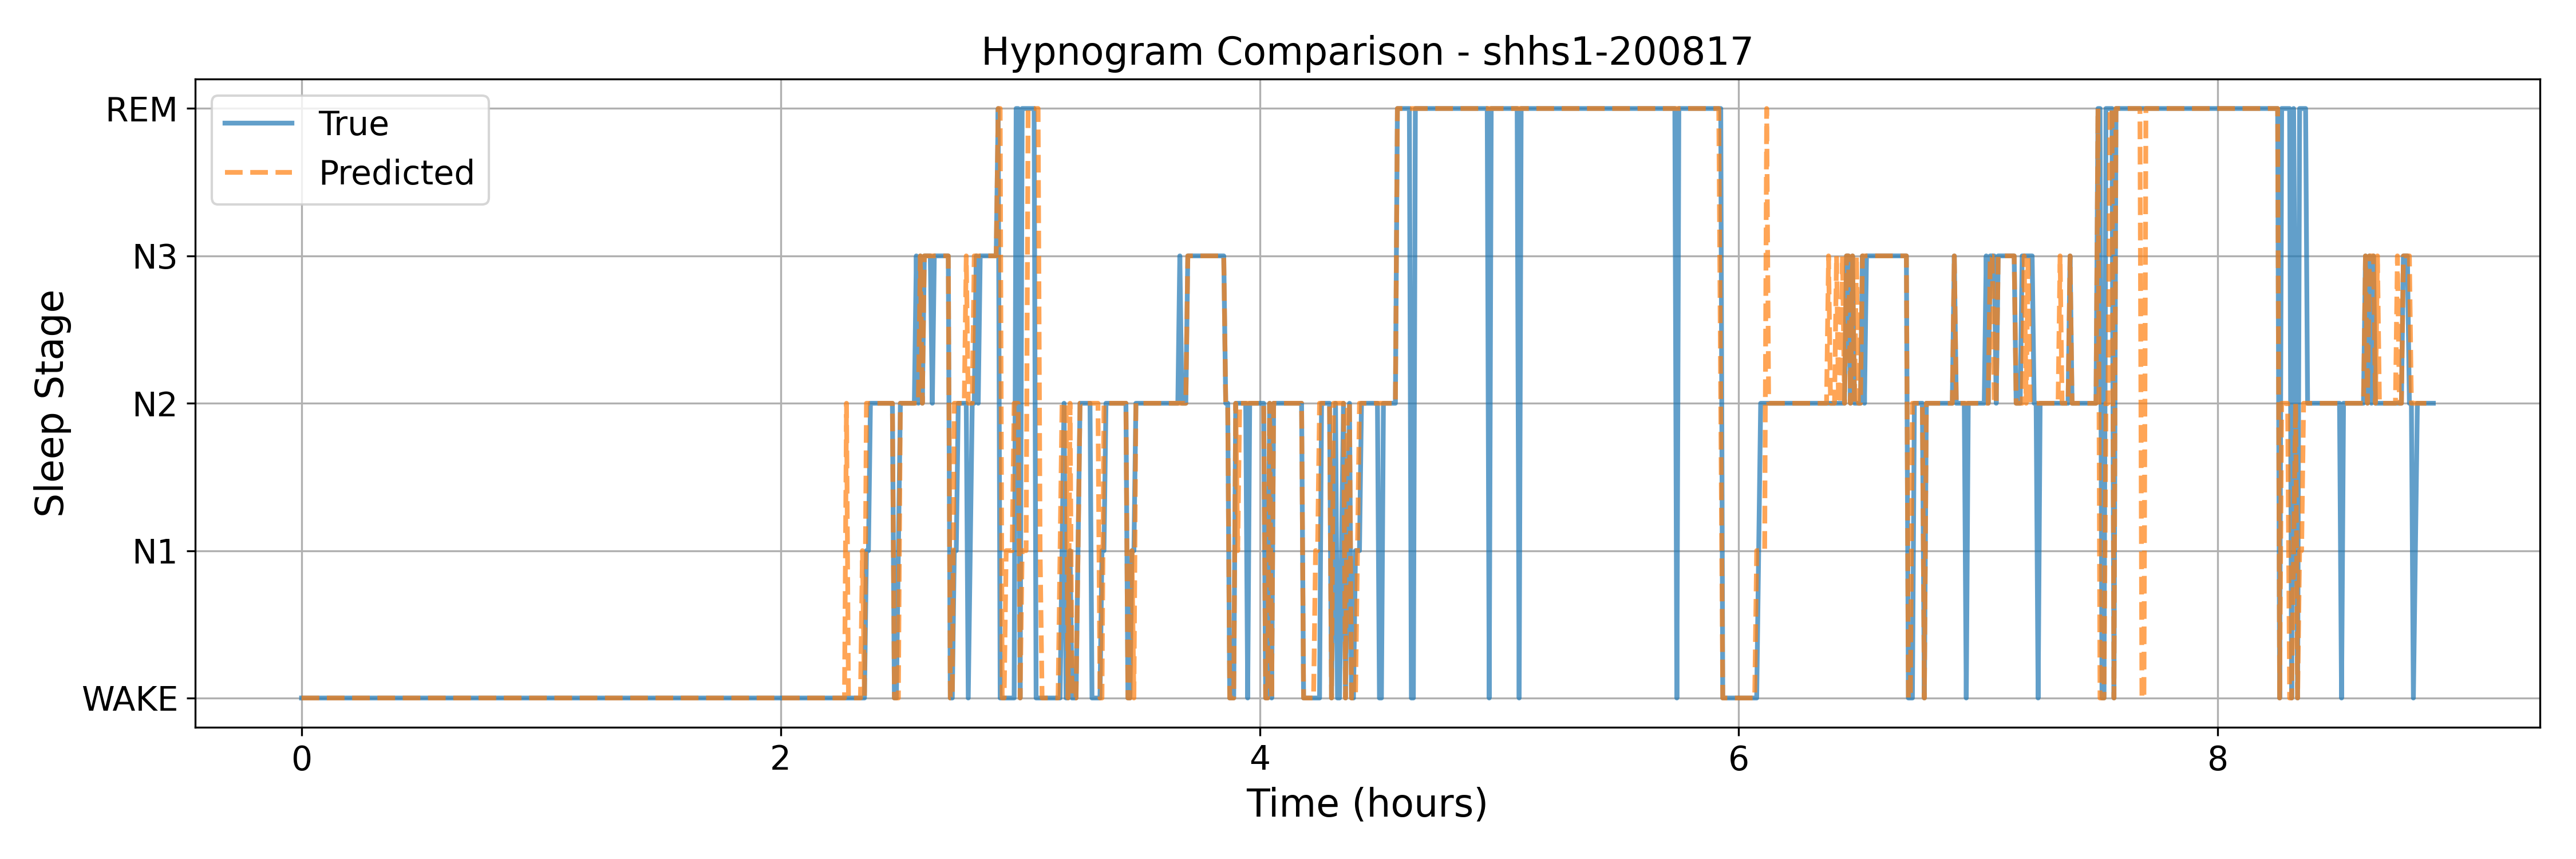 Hypnogram Comparison - shhs1-200817
True
Predicted
Sleep Stage
REM
N3
N2
N1
WAKE
0 2 4 6 8
Time (hours)